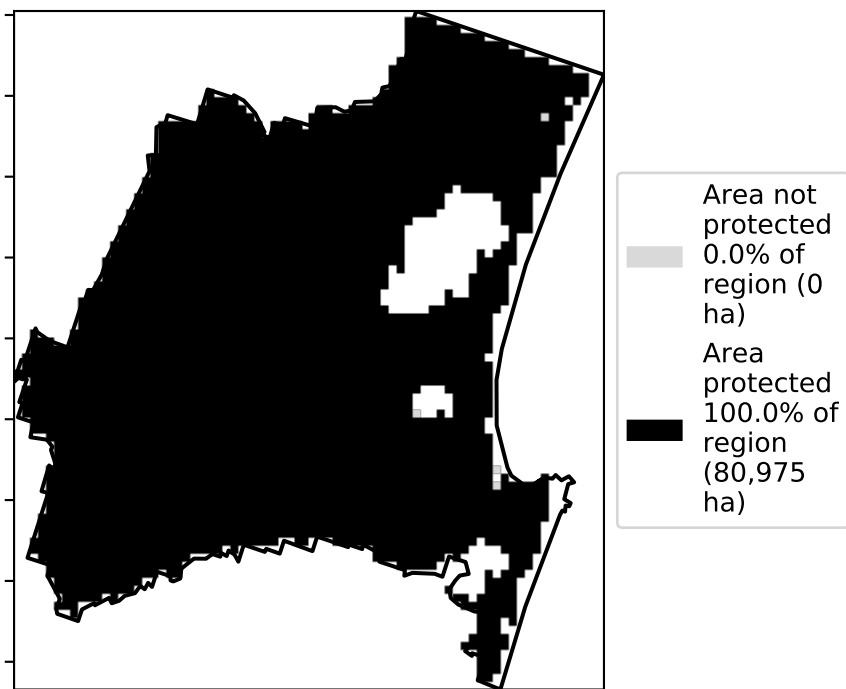 Area not
protected
0.0% of
region (0
ha)
Area
protected
100.0% of
region
(80,975
ha)